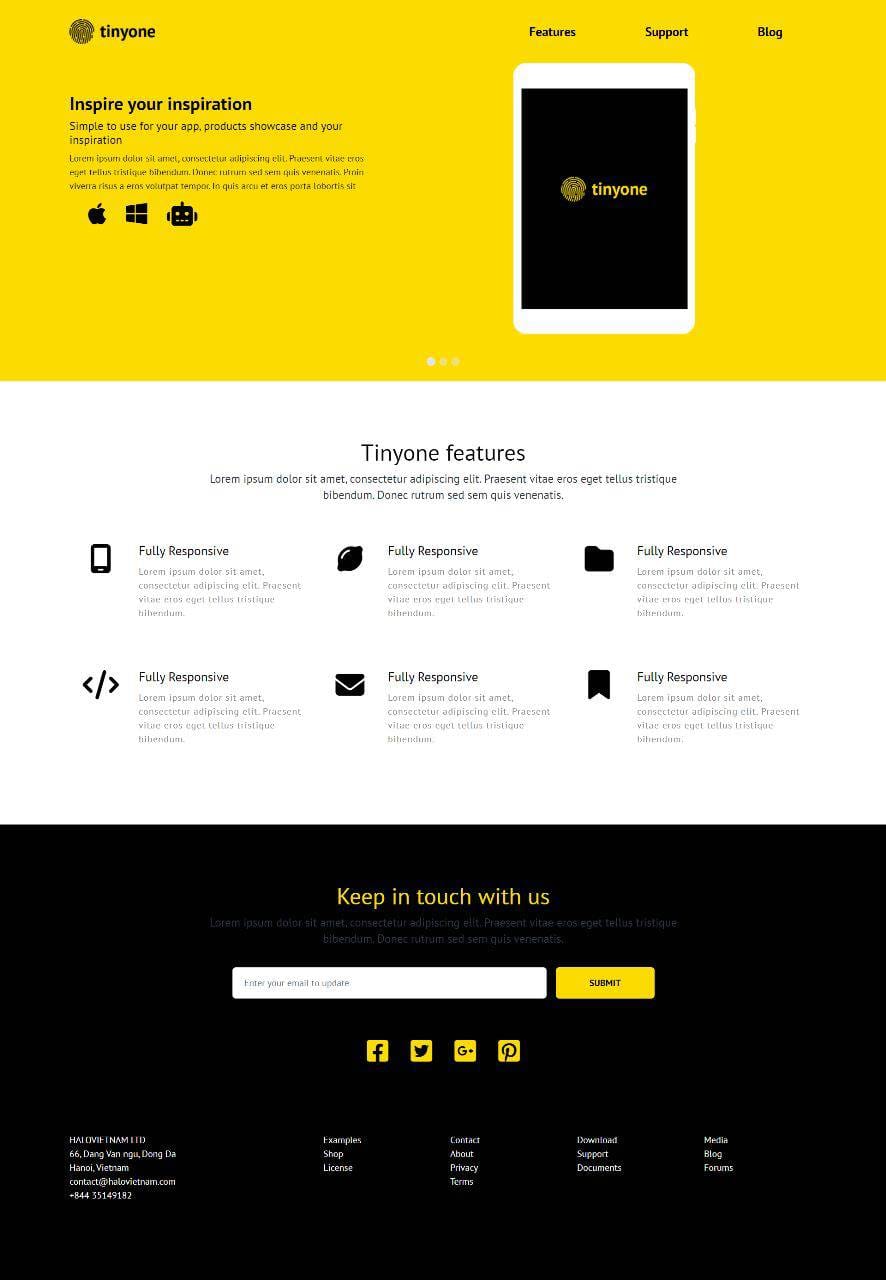 tinyone
Features
Support
Blog
Inspire your inspiration
Simple to use for your app, products showcase and your
inspiration
Lorem ipsum dolor sit amet, consectetur adipiscing elit. Praesent vitae eros
eget tellus tristique bibendum. Donec rutrum sed sem quis venenatis. Proin
viverra risus a eros volutpat tempor. In quis arcu et eros porta lobortis sit
tinyone
Tinyone features
Lorem ipsum dolor sit amet, consectetur adipiscing elit. Praesent vitae eros eget tellus tristique
bibendum. Donec rutrum sed sem quis venenatis.
Fully Responsive
Lorem ipsum dolor sit amet,
consectetur adipiscing elit. Praesent
vitae eros eget tellus tristique
bibendum.
Fully Responsive
Lorem ipsum dolor sit amet,
consectetur adipiscing elit. Praesent
vitae eros eget tellus tristique
bibendum.
Fully Responsive
Lorem ipsum dolor sit amet,
consectetur adipiscing elit. Praesent
vitae eros eget tellus tristique
bibendum.
Fully Responsive
Lorem ipsum dolor sit amet,
consectetur adipiscing elit. Praesent
vitae eros eget tellus tristique
bibendum.
Fully Responsive
Lorem ipsum dolor sit amet,
consectetur adipiscing elit. Praesent
vitae eros eget tellus tristique
bibendum.
Fully Responsive
Lorem ipsum dolor sit amet,
consectetur adipiscing elit. Praesent
vitae eros eget tellus tristique
bibendum.
Keep in touch with us
Lorem ipsum dolor sit amet, consectetur adipiscing elit. Praesent vitae eros eget tellus tristique
bibendum. Donec rutrum sed sem quis venenatis.
Enter your email to update
SUBMIT
HALOVIETNAM LTD
66, Dang Van ngu, Dong Da
Hanoi, Vietnam
contact@halovietnam.com
+844 35149182
Examples
Shop
License
Contact
About
Privacy
Terms
Download
Support
Documents
Media
Blog
Forums